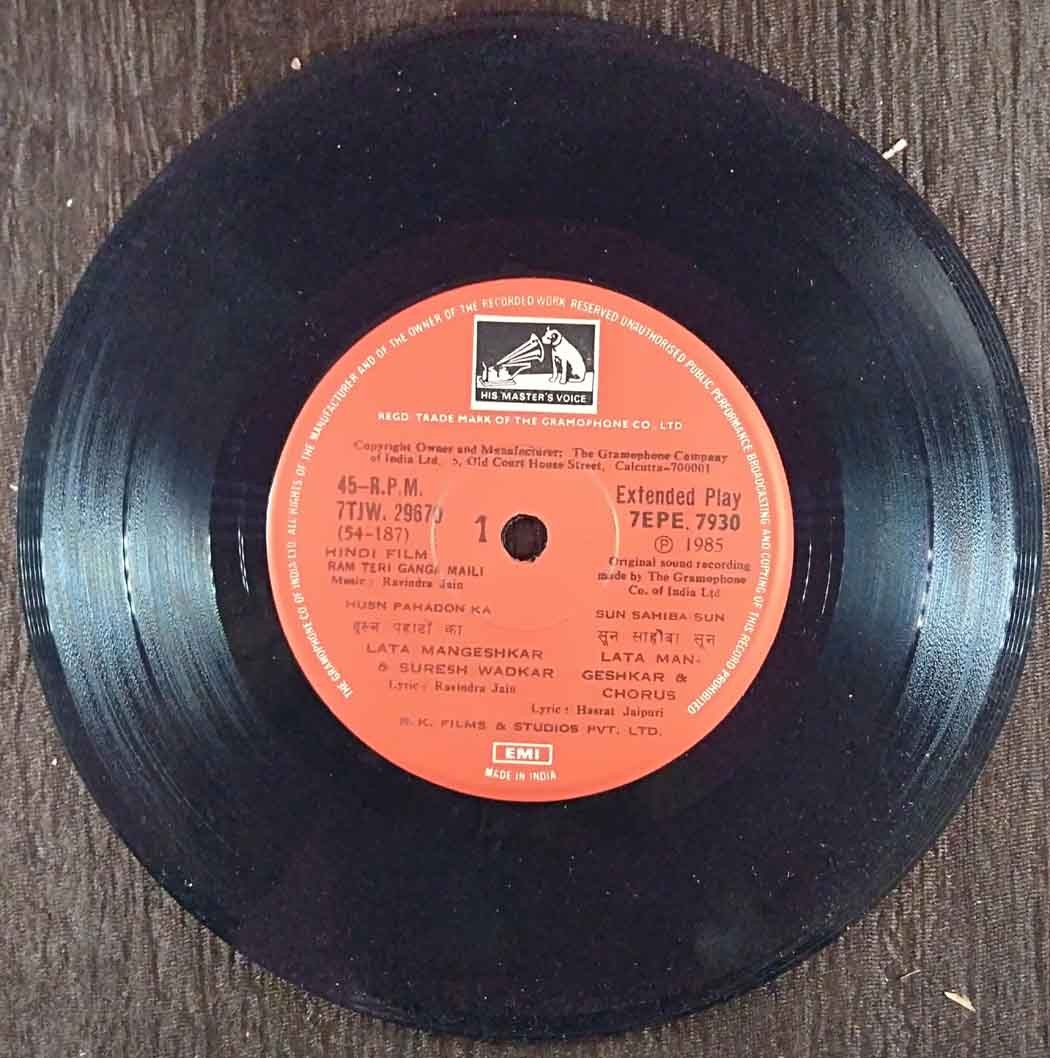 THE GRAMOPHONE CO OF INDIA LTD. ALL RIGHTS OF THE MANUFACTURER AND OF THE OWNER OF THE RECORDED WORK RESERVED UNAUTHORISED PUBLIC PERFORMANCE BROADCASTING AND COPYING OF THIS RECORD PROHIBITED
HIS MASTER'S VOICE
REGD. TRADE MARK OF THE GRAMOPHONE CO., LTD
Copyright Owner and Manufacturer: The Gramophone Company
of India Ltd. 5, Old Court House Street, Calcutta-700001
45-R.P.M.
7TJW. 29670
(54-187)
1
Extended Play
7EPE. 7930
Ⓟ 1985
Original sound recording
made by The Gramophone
Co. of India Ltd
HINDI FILM
RAM TERI GANGA MAILI
Music : Ravindra Jain
HUSN PAHADON KA
हूस्न पहाडों का
LATA MANGESHKAR
& SURESH WADKAR
Lyric : Ravindra Jain
SUN SAHIBA SUN
सून साहीबा सून
LATA MAN-
GESHKAR &
CHORUS
Lyric : Hasrat Jaipuri
R. K. FILMS & STUDIOS PVT. LTD.
EMI
MADE IN INDIA